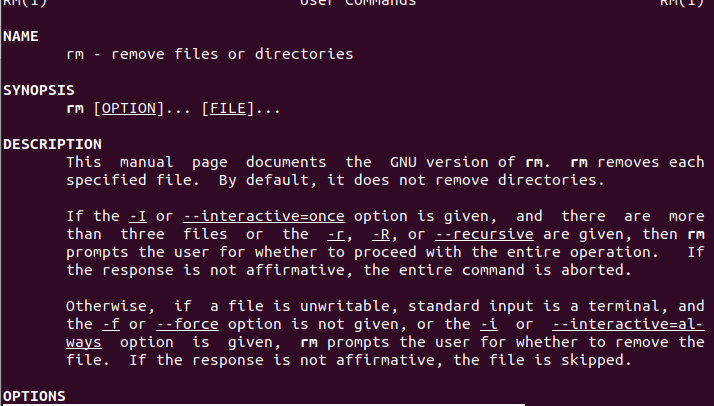 RM(1) User Commands RM(1)
NAME
rm - remove files or directories
SYNOPSIS
rm [OPTION]... [FILE]...
DESCRIPTION
This manual page documents the GNU version of rm. rm removes each
specified file. By default, it does not remove directories.
If the -I or --interactive=once option is given, and there are more
than three files or the -r, -R, or --recursive are given, then rm
prompts the user for whether to proceed with the entire operation. If
the response is not affirmative, the entire command is aborted.
Otherwise, if a file is unwritable, standard input is a terminal, and
the -f or --force option is not given, or the -i or --interactive=al-
ways option is given, rm prompts the user for whether to remove the
file. If the response is not affirmative, the file is skipped.
OPTIONS